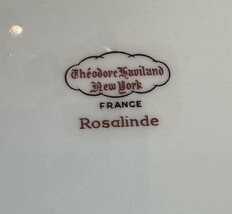 Théodore Haviland
New York
FRANCE
Rosalinde